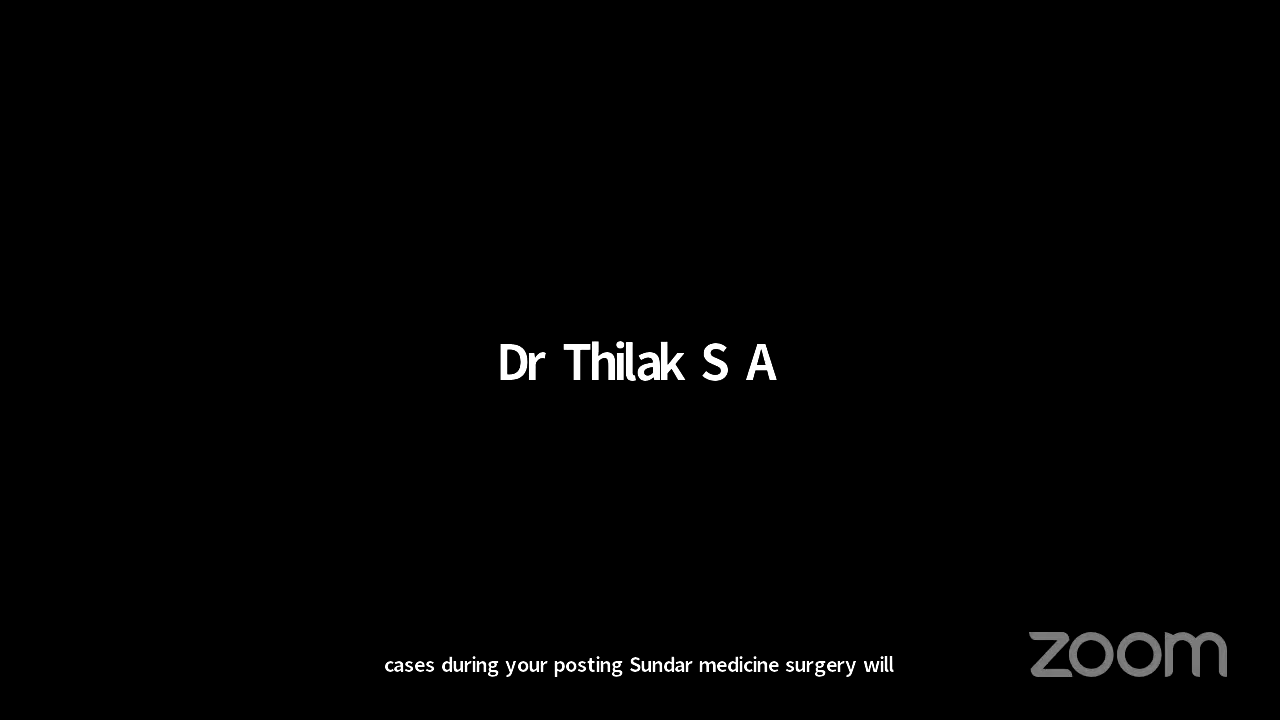 Dr Thilak S A
cases during your posting Sundar medicine surgery will
zoom